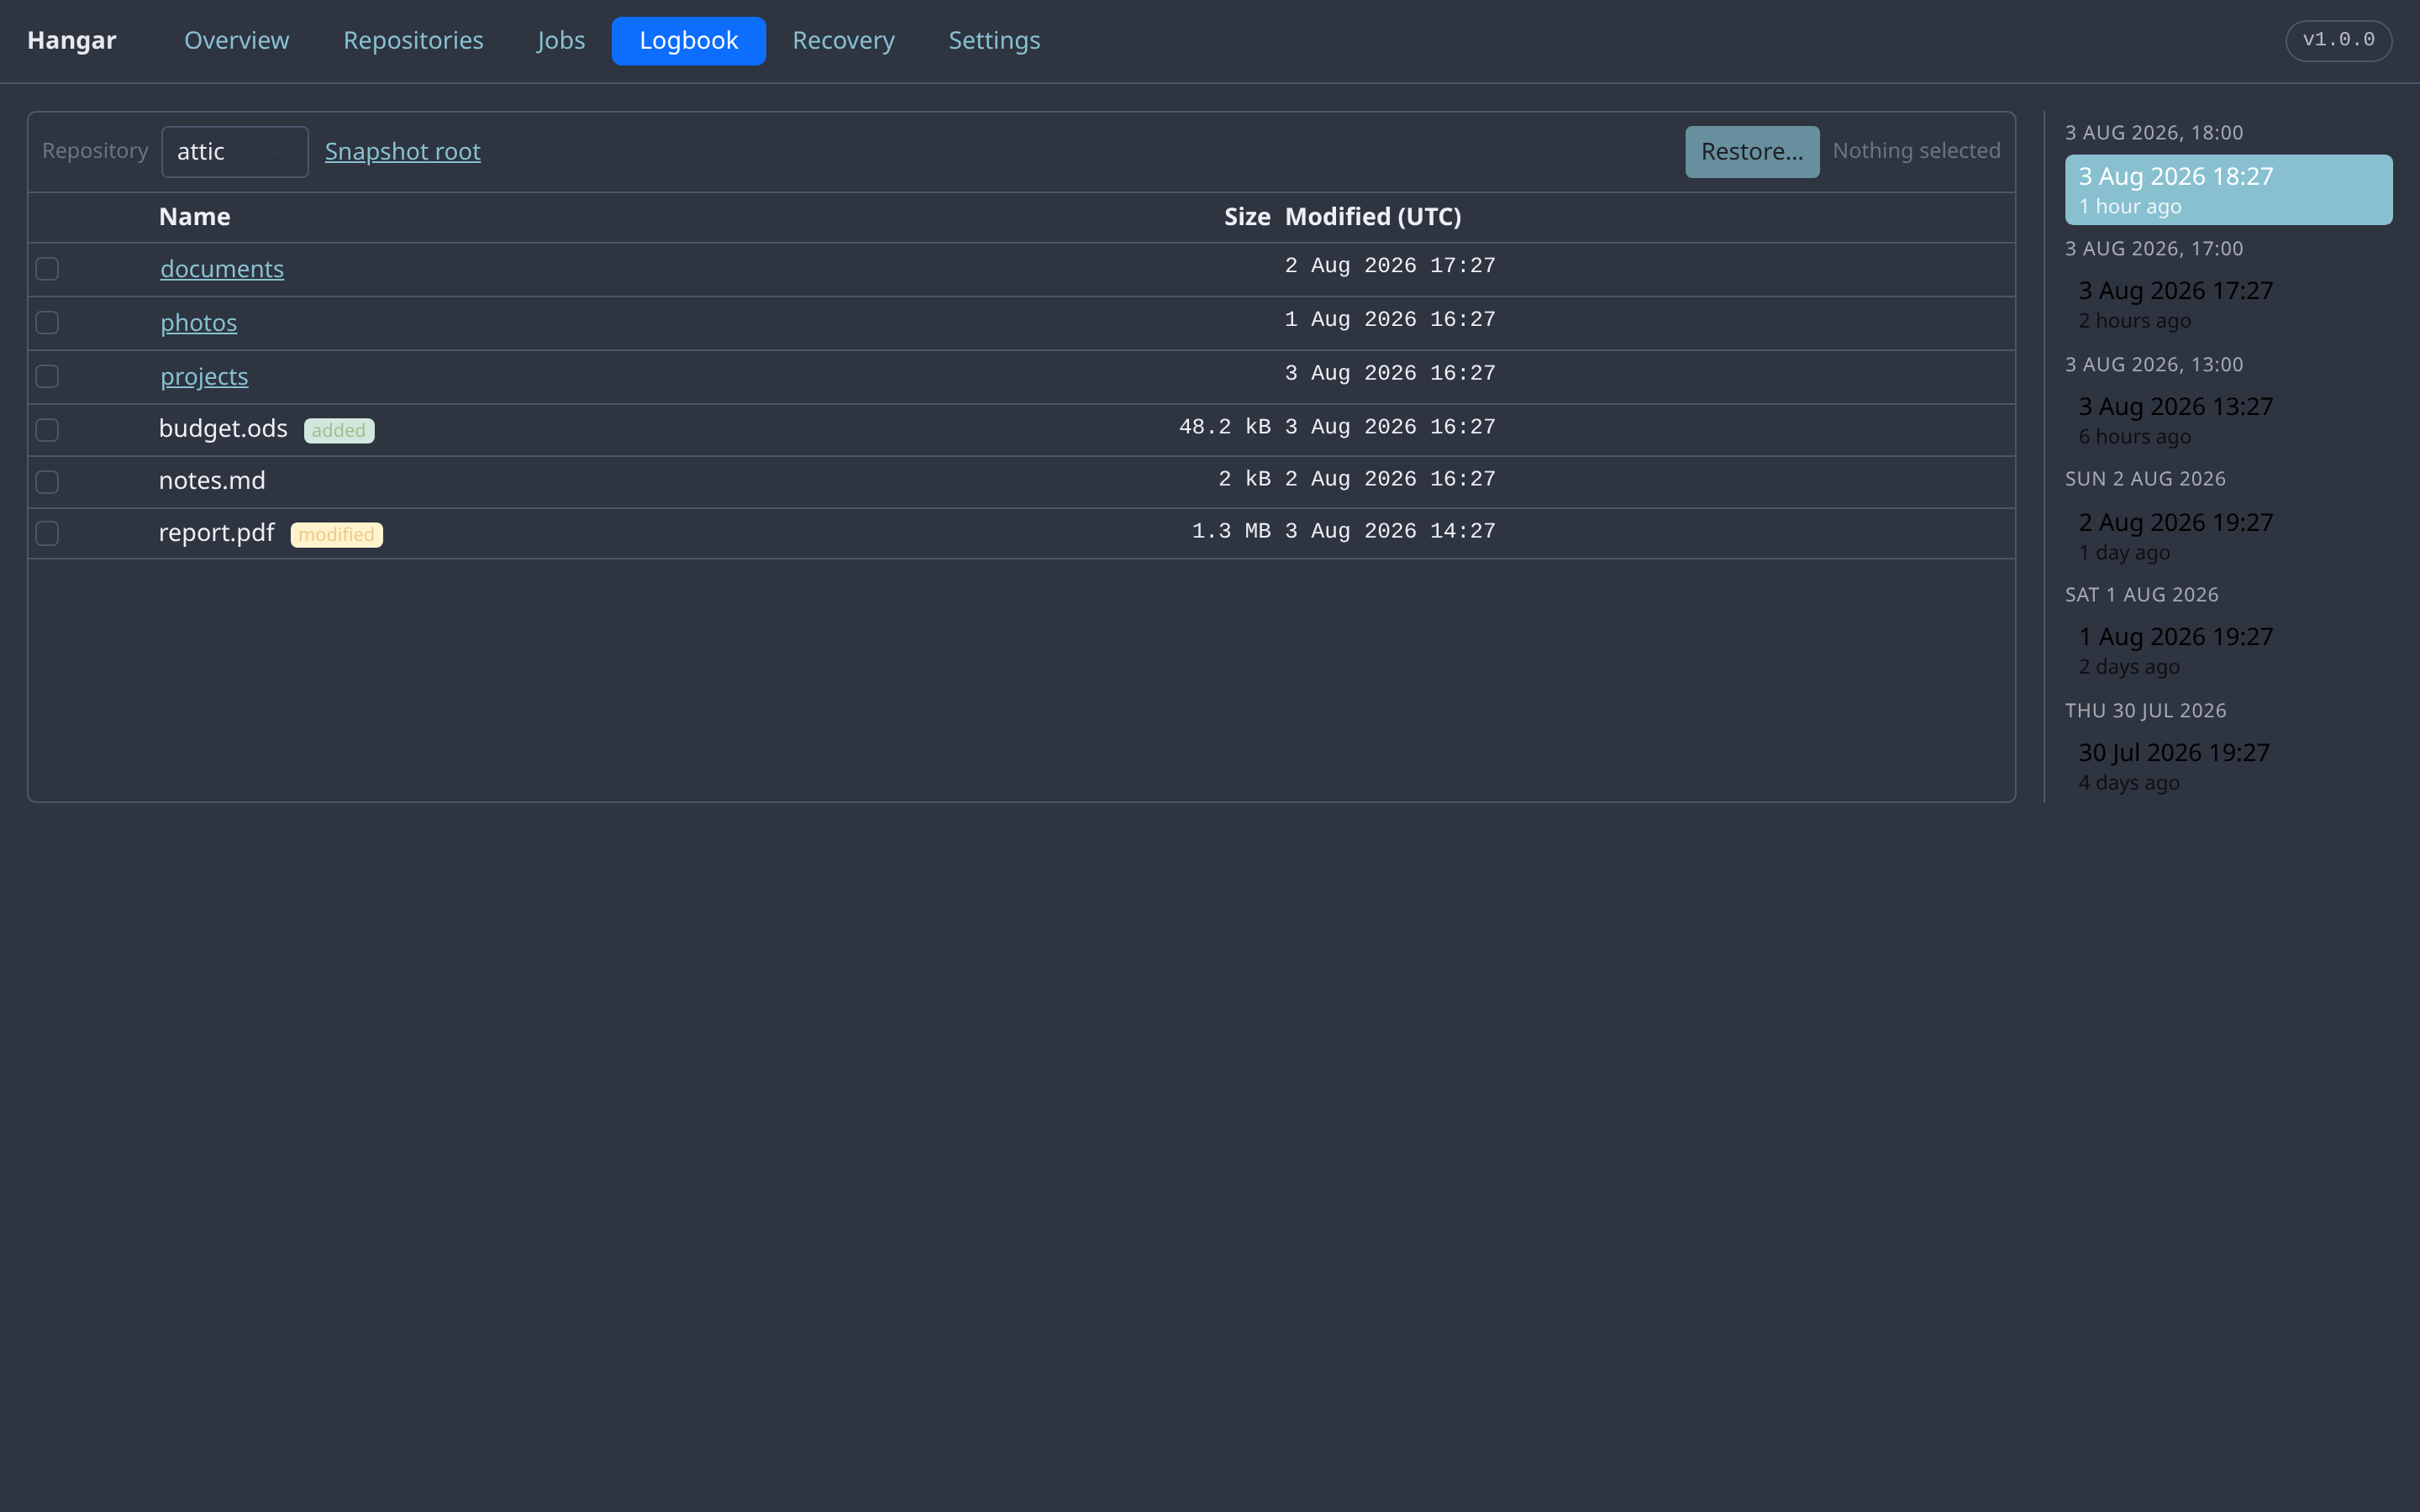 Hangar Overview Repositories Jobs Logbook Recovery Settings v1.0.0
Repository attic Snapshot root Restore... Nothing selected
Name Size Modified (UTC)
documents 2 Aug 2026 17:27
photos 1 Aug 2026 16:27
projects 3 Aug 2026 16:27
budget.ods added 48.2 kB 3 Aug 2026 16:27
notes.md 2 kB 2 Aug 2026 16:27
report.pdf modified 1.3 MB 3 Aug 2026 14:27
3 AUG 2026, 18:00
3 Aug 2026 18:27
1 hour ago
3 AUG 2026, 17:00
3 Aug 2026 17:27
2 hours ago
3 AUG 2026, 13:00
3 Aug 2026 13:27
6 hours ago
SUN 2 AUG 2026
2 Aug 2026 19:27
1 day ago
SAT 1 AUG 2026
1 Aug 2026 19:27
2 days ago
THU 30 JUL 2026
30 Jul 2026 19:27
4 days ago